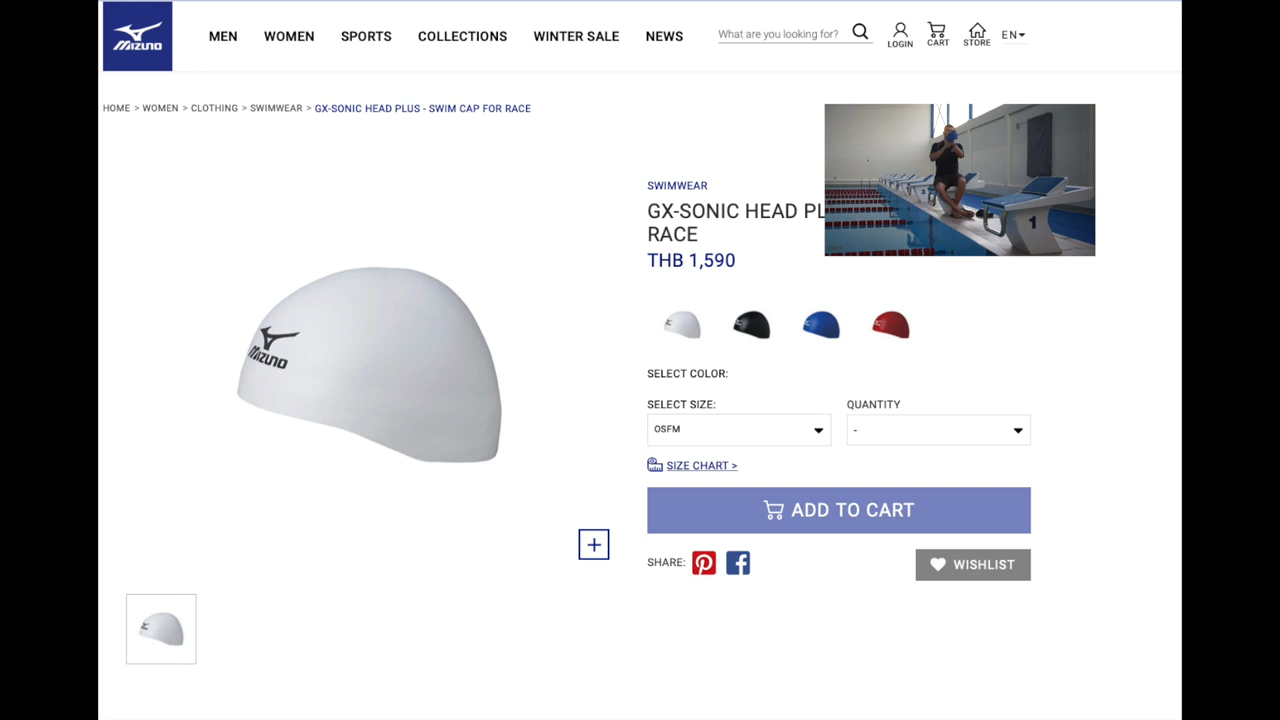 MIZUNO
MEN WOMEN SPORTS COLLECTIONS WINTER SALE NEWS
What are you looking for?
LOGIN
CART
STORE
EN
HOME > WOMEN > CLOTHING > SWIMWEAR > GX-SONIC HEAD PLUS - SWIM CAP FOR RACE
SWIMWEAR
GX-SONIC HEAD PL
RACE
THB 1,590
1
MIZUNO
SELECT COLOR:
SELECT SIZE:
QUANTITY
OSFM
-
SIZE CHART >
ADD TO CART
SHARE:
WISHLIST